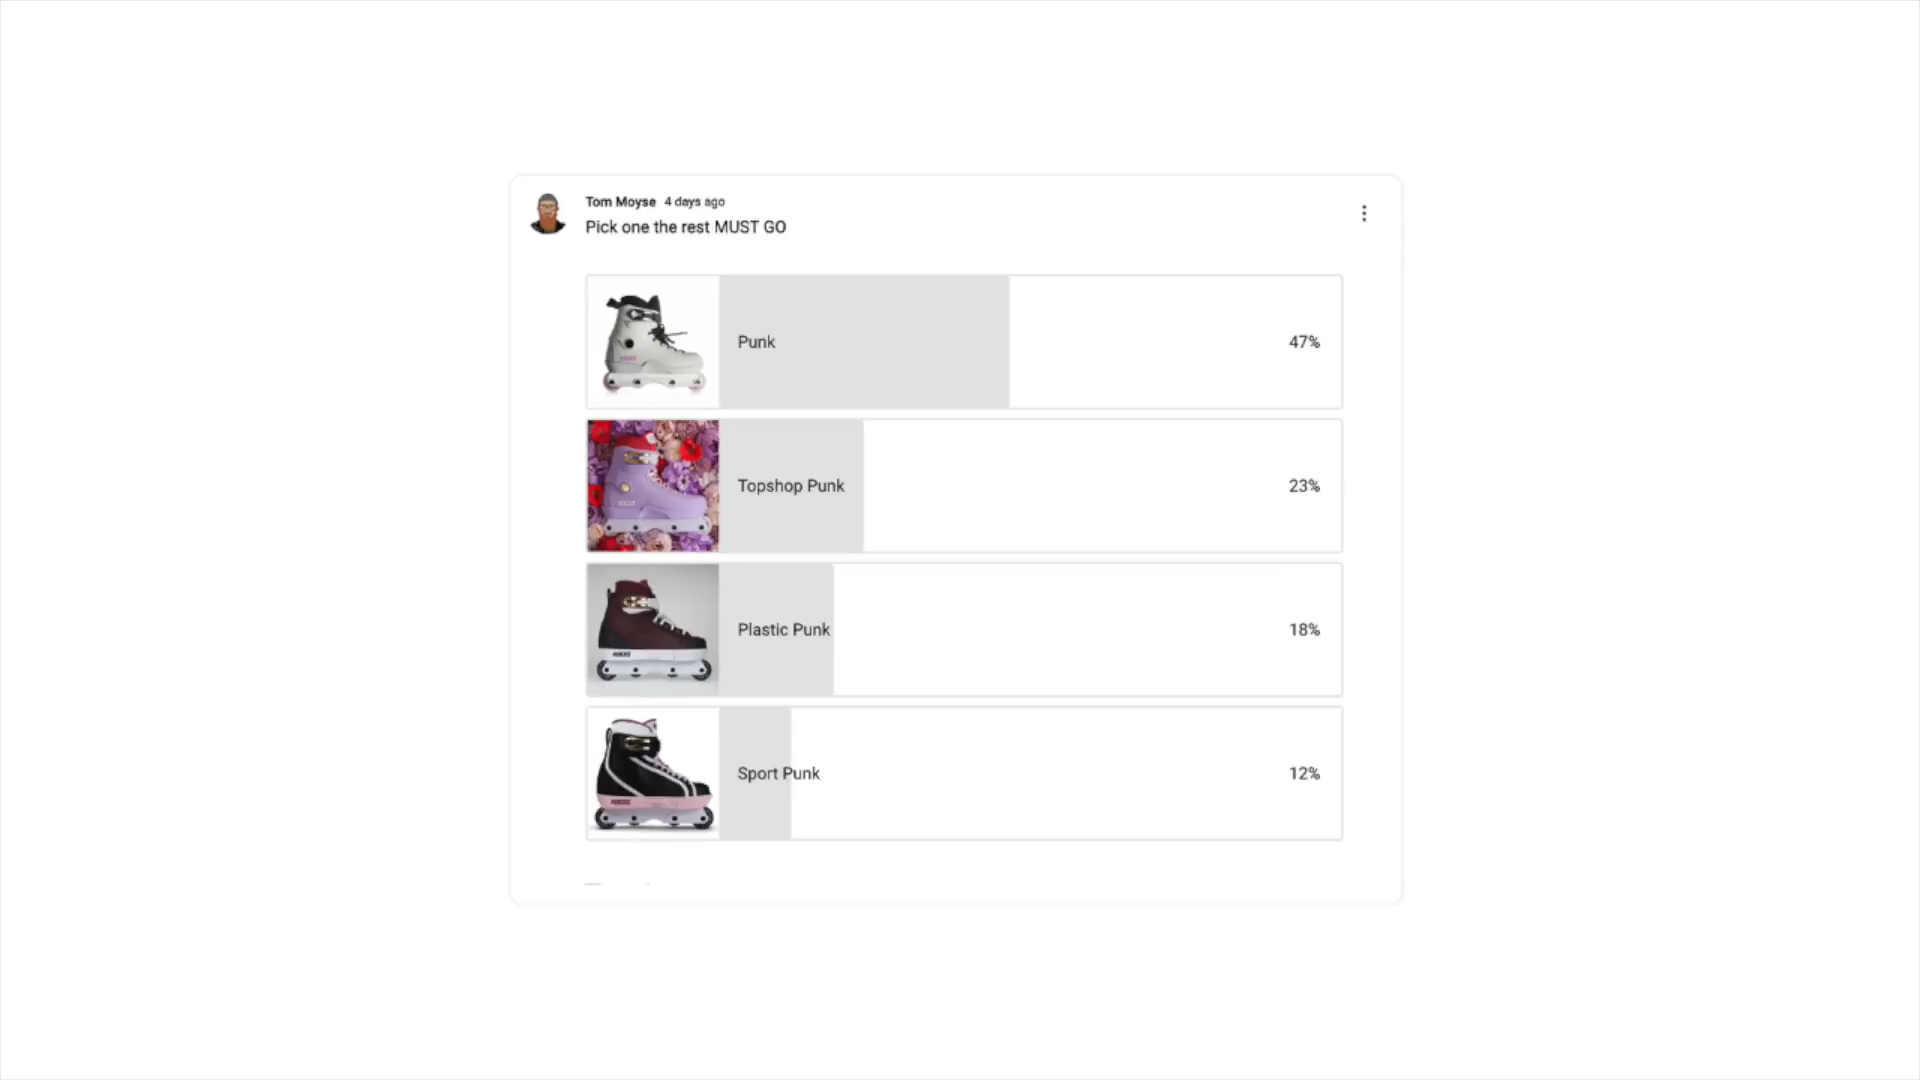 Tom Moyse 4 days ago
Pick one the rest MUST GO
Punk
47%
Topshop Punk
23%
Plastic Punk
18%
Sport Punk
12%